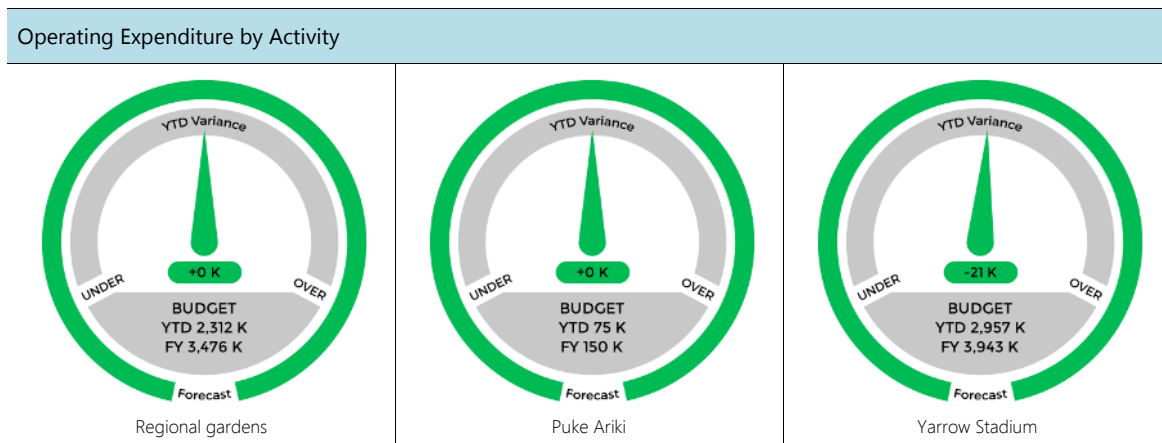 Operating Expenditure by Activity
YTD Variance
+0 K
UNDER
OVER
BUDGET
YTD 2,312 K
FY 3,476 K
Forecast
Regional gardens
YTD Variance
+0 K
UNDER
OVER
BUDGET
YTD 75 K
FY 150 K
Forecast
Puke Ariki
YTD Variance
-21 K
UNDER
OVER
BUDGET
YTD 2,957 K
FY 3,943 K
Forecast
Yarrow Stadium